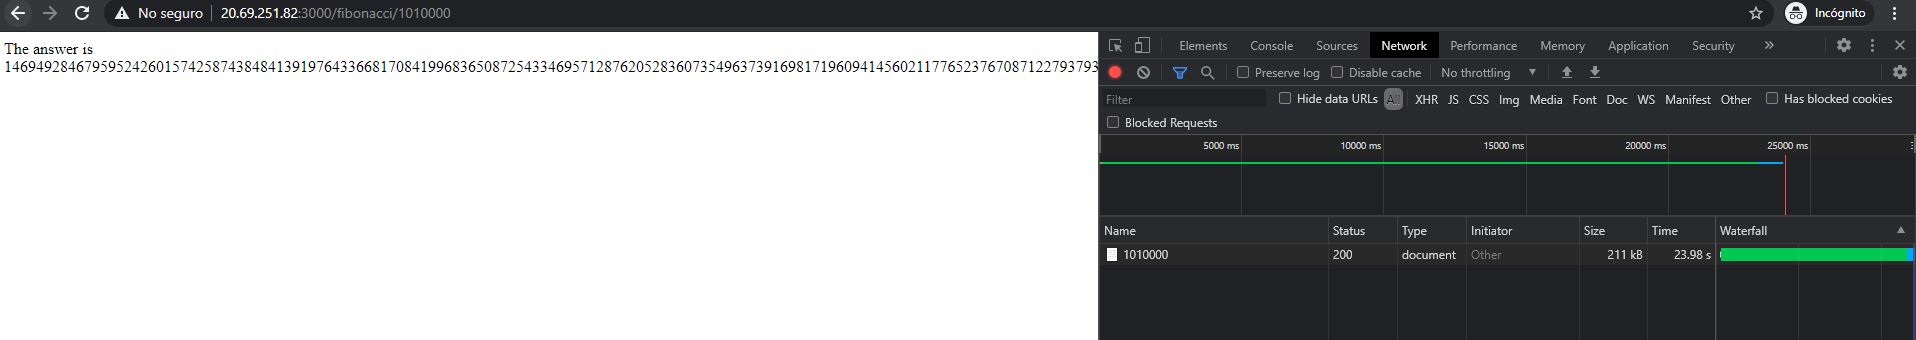 No seguro 20.69.251.82:3000/fibonacci/1010000 Incógnito
The answer is
1469492846795952426015742587438484139197643366817084199683650872543346957128762052836073549637391698171960941456021177652376708712279379 3
Elements Console Sources Network Performance Memory Application Security »
Preserve log Disable cache No throttling
Filter Hide data URLs All XHR JS CSS Img Media Font Doc WS Manifest Other Has blocked cookies
Blocked Requests
5000 ms 10000 ms 15000 ms 20000 ms 25000 ms
Name Status Type Initiator Size Time Waterfall
1010000 200 document Other 211 kB 23.98 s